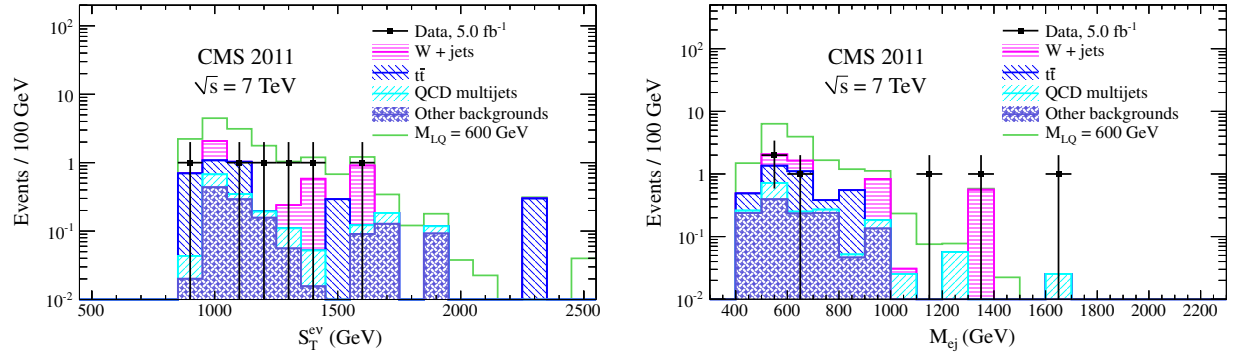 10²
10
1
10⁻¹
10⁻²
Events / 100 GeV
CMS 2011
√s = 7 TeV
Data, 5.0 fb⁻¹
W + jets
tt̄
QCD multijets
Other backgrounds
M_LQ = 600 GeV
500 1000 1500 2000 2500
S_T^eν (GeV)
10²
10
1
10⁻¹
10⁻²
Events / 100 GeV
CMS 2011
√s = 7 TeV
Data, 5.0 fb⁻¹
W + jets
tt̄
QCD multijets
Other backgrounds
M_LQ = 600 GeV
400 600 800 1000 1200 1400 1600 1800 2000 2200
M_ej (GeV)